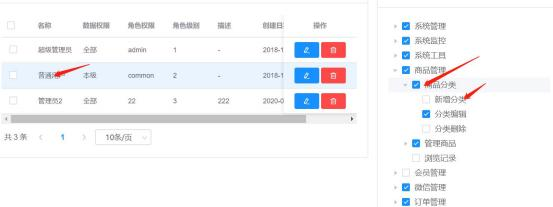 名称 数据权限 角色权限 角色级别 描述 创建日 操作
超级管理员 全部 admin 1 - 2018-1
普通 本级 common 2 - 2018-1
管理员2 全部 22 3 222 2020-0
共 3 条 < 1 > 10条/页
系统管理
系统监控
系统工具
商品管理
商品分类
新增分类
分类编辑
分类删除
管理商品
浏览记录
会员管理
微信管理
订单管理